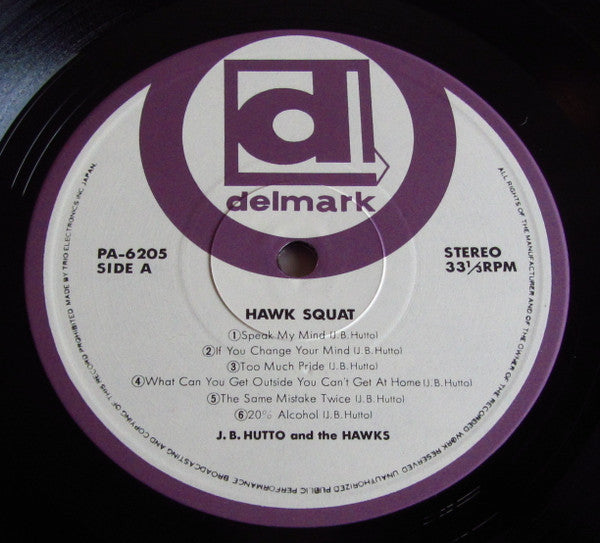 d
delmark
PA-6205
SIDE A
STEREO
33⅓RPM
HAWK SQUAT
①Speak My Mind (J.B.Hutto)
②If You Change Your Mind (J.B.Hutto)
③Too Much Pride (J.B.Hutto)
④What Can You Get Outside You Can't Get At Home (J.B.Hutto)
⑤The Same Mistake Twice (J.B.Hutto)
⑥20% Alcohol (J.B.Hutto)
J.B.HUTTO and the HAWKS
ALL RIGHTS OF THE MANUFACTURER AND OF THE OWNER OF THE RECORDED WORK RESERVED UNAUTHORIZED PUBLIC PERFORMANCE BROADCASTING AND COPYING OF THIS RECORD PROHIBITED MADE BY TRIO ELECTRONICS INC. JAPAN.